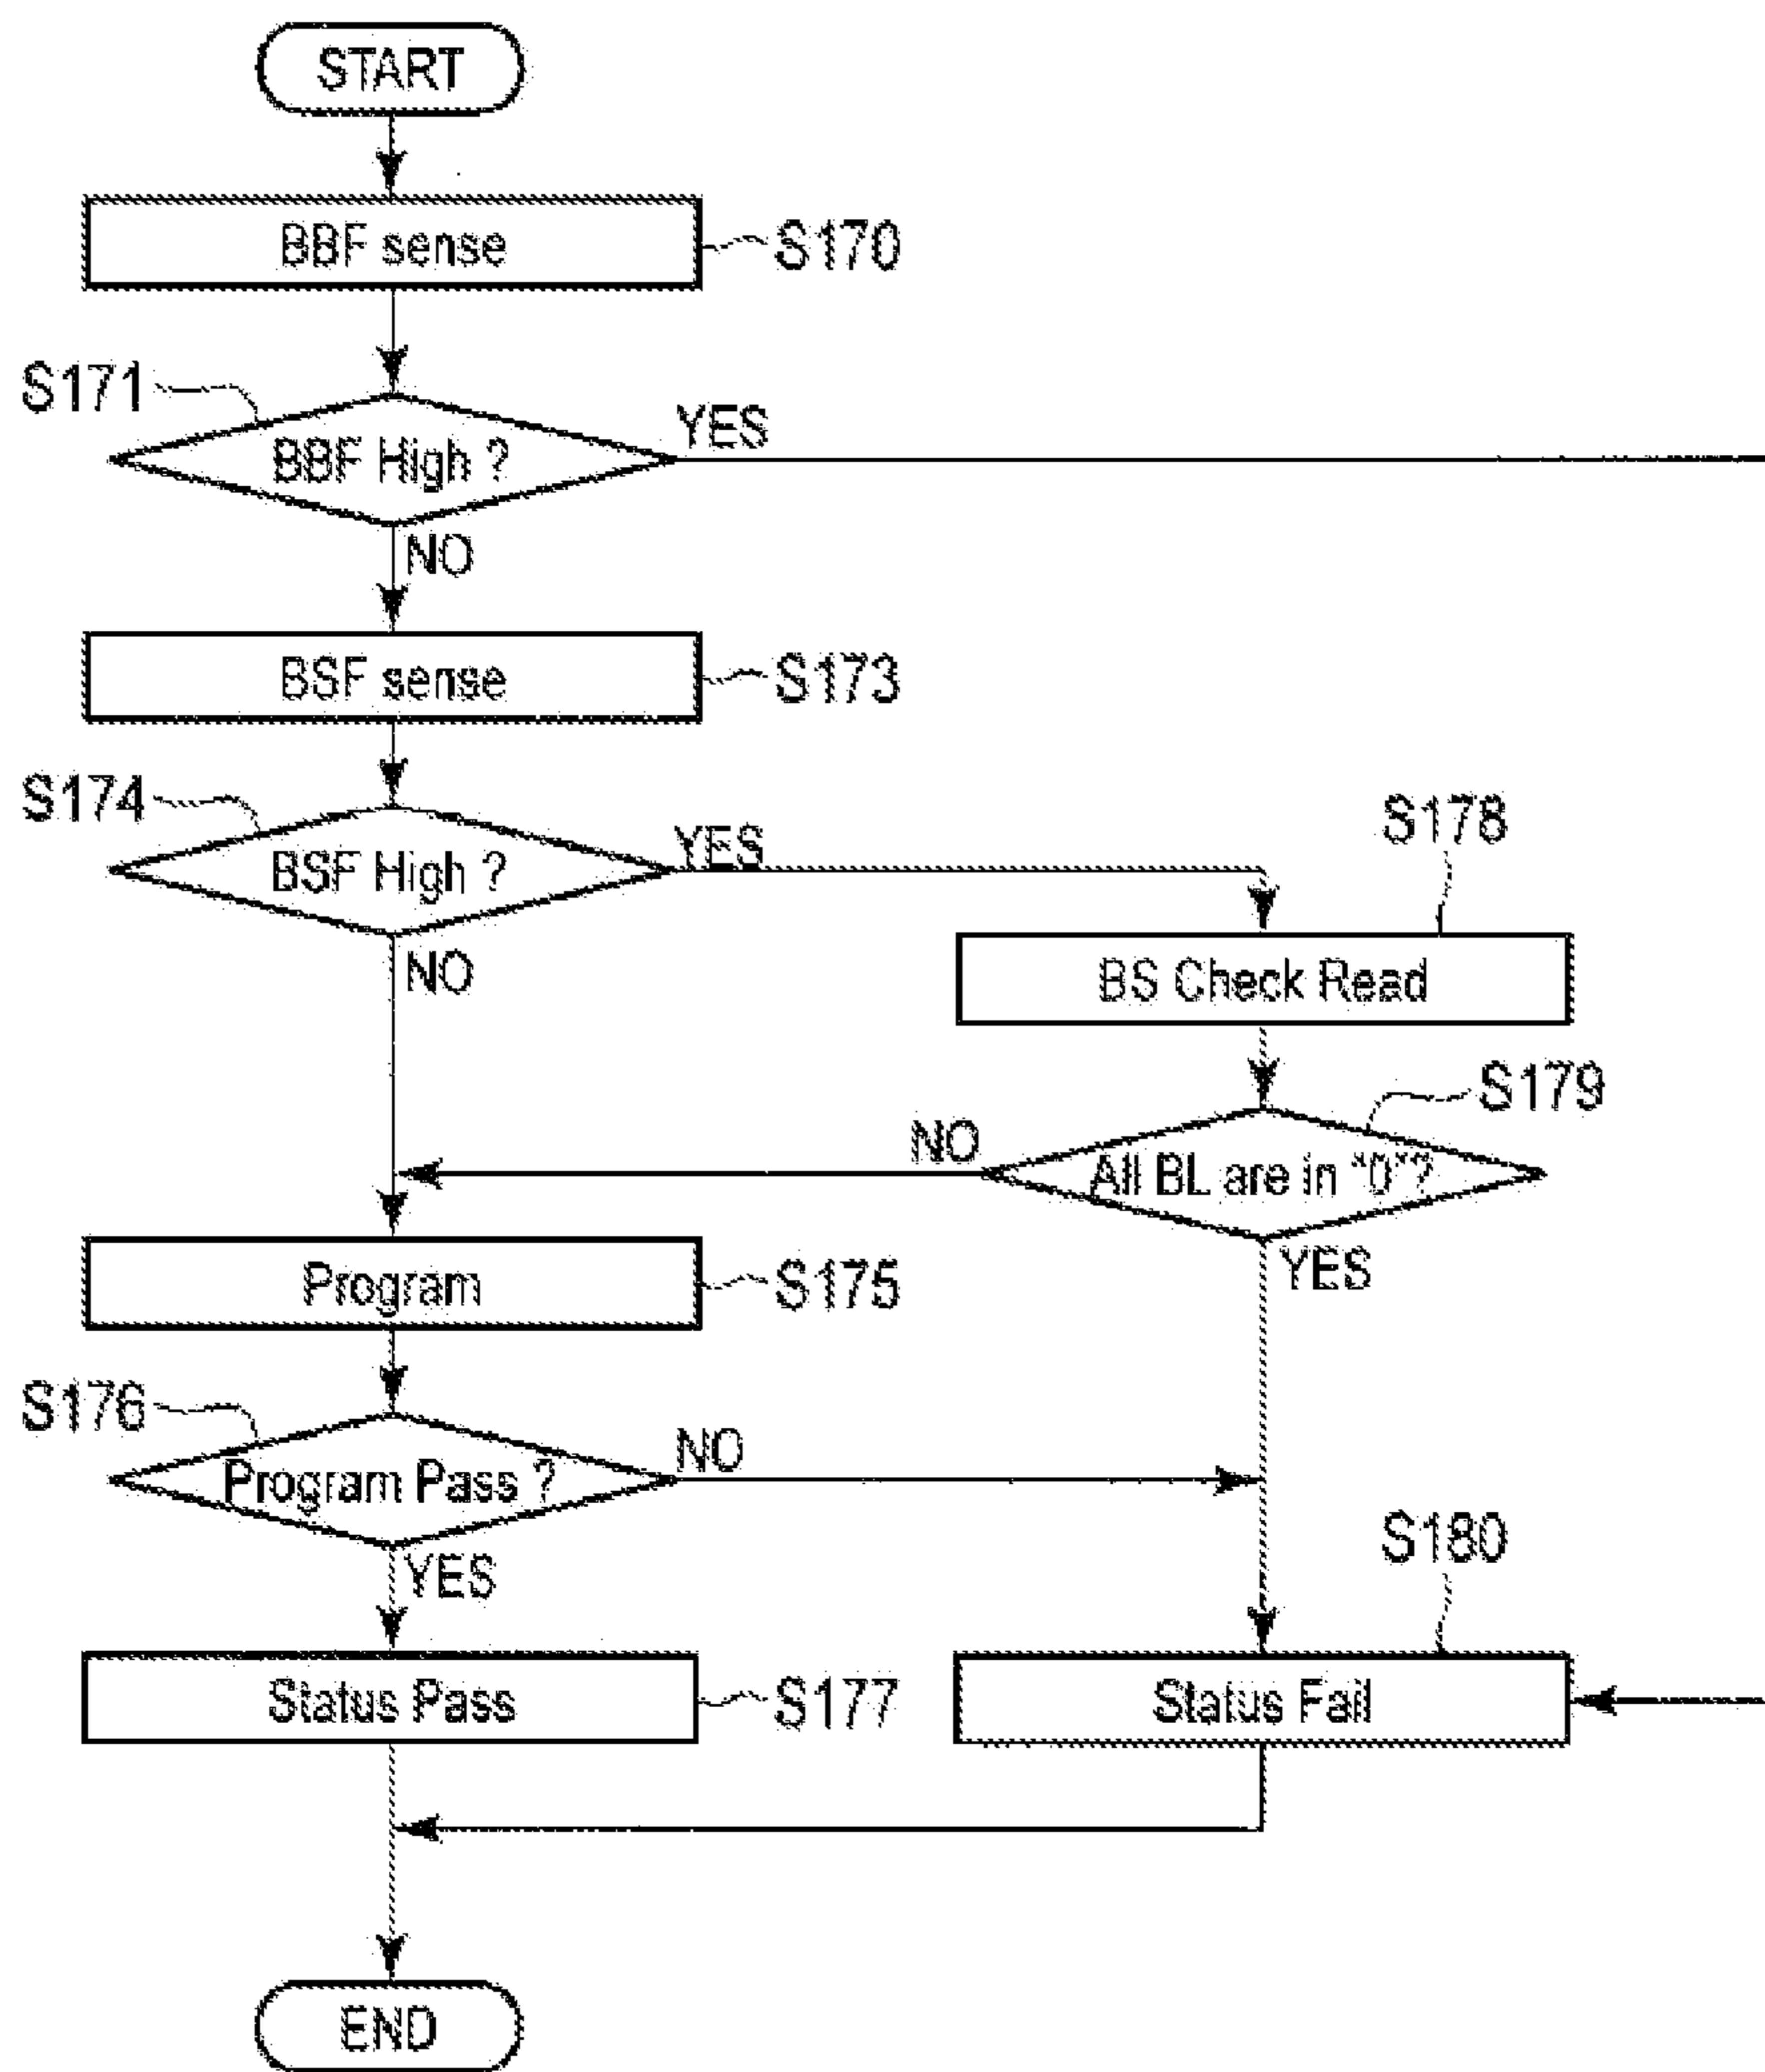 START
BBF sense
S170
S171
BBF High ?
YES
NO
BSF sense
S173
S174
BSF High ?
YES
NO
S178
BS Check Read
S179
All BL are in "0"?
NO
YES
Program
S175
S176
Program Pass ?
NO
YES
S180
Status Pass
S177
Status Fail
END